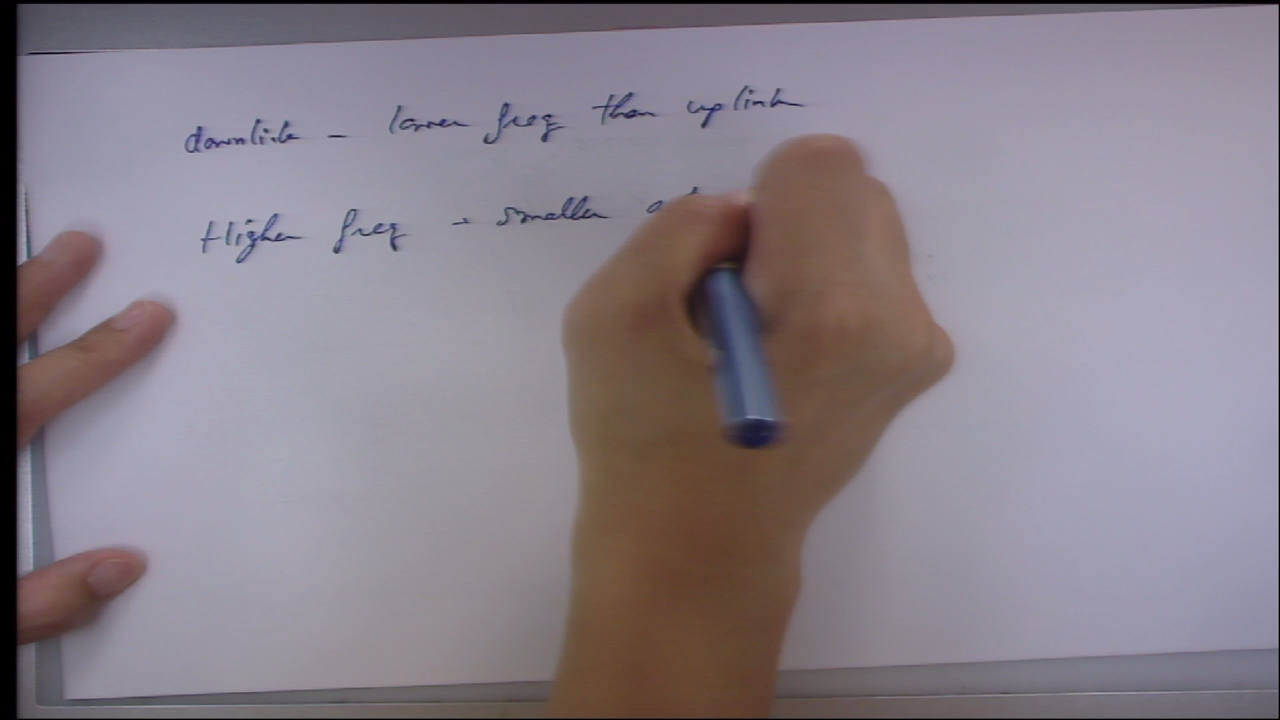 downlink - lower freq than uplink
Higher freq - smaller